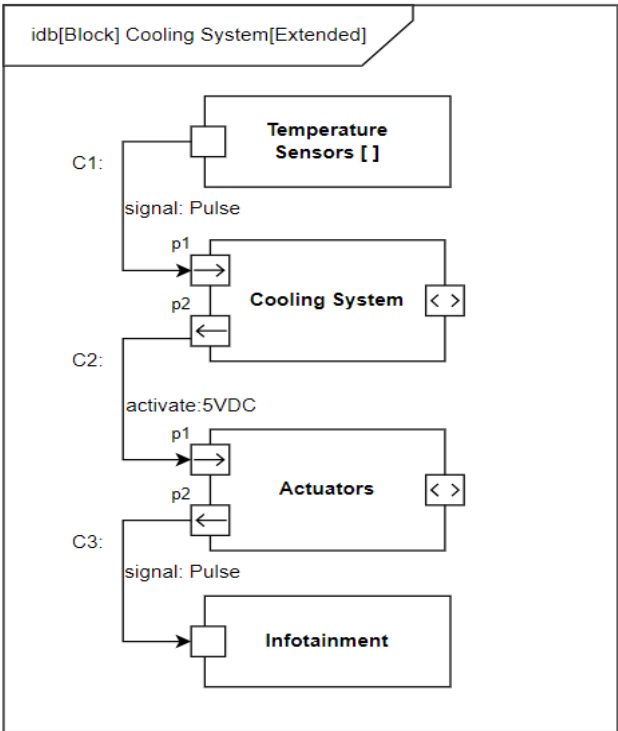 idb[Block] Cooling System[Extended]
Temperature
Sensors [ ]
C1:
signal: Pulse
p1
Cooling System
< >
p2
C2:
activate:5VDC
p1
Actuators
< >
p2
C3:
signal: Pulse
Infotainment